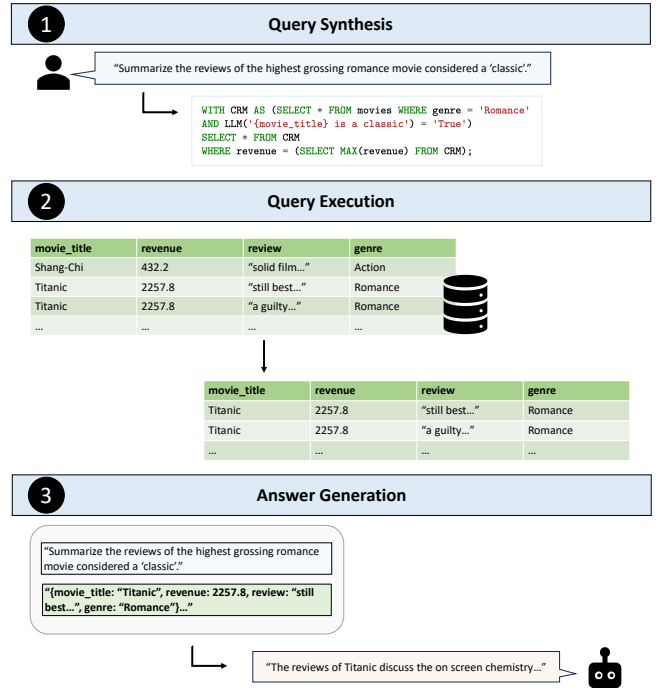 1
Query Synthesis
“Summarize the reviews of the highest grossing romance movie considered a ‘classic’.”
WITH CRM AS (SELECT * FROM movies WHERE genre = 'Romance'
AND LLM('{movie_title} is a classic') = 'True')
SELECT * FROM CRM
WHERE revenue = (SELECT MAX(revenue) FROM CRM);
2
Query Execution
movie_title revenue review genre
Shang-Chi 432.2 “solid film…” Action
Titanic 2257.8 “still best…” Romance
Titanic 2257.8 “a guilty…” Romance
… … … …
movie_title revenue review genre
Titanic 2257.8 “still best…” Romance
Titanic 2257.8 “a guilty…” Romance
… … … …
3
Answer Generation
“Summarize the reviews of the highest grossing romance
movie considered a ‘classic’.”
“{movie_title: “Titanic”, revenue: 2257.8, review: “still
best…”, genre: “Romance”}…”
“The reviews of Titanic discuss the on screen chemistry…”